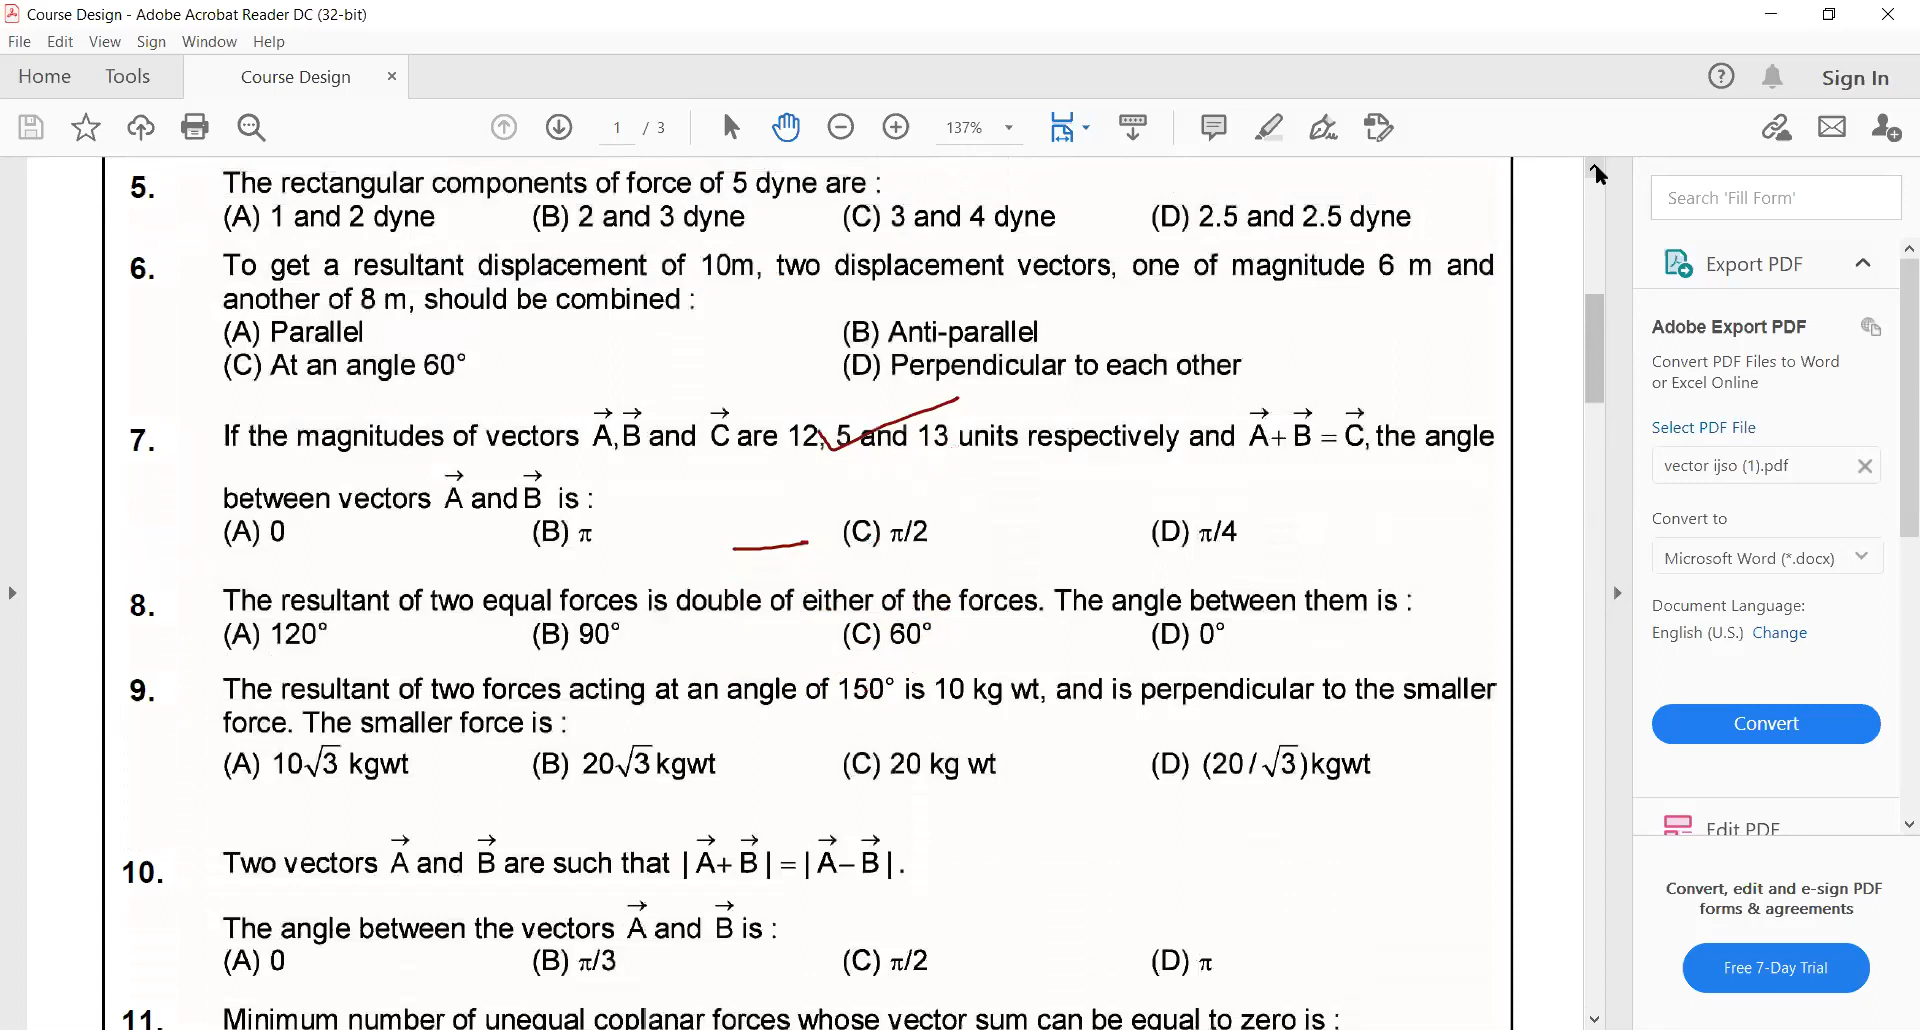 Course Design - Adobe Acrobat Reader DC (32-bit)
File Edit View Sign Window Help
Home Tools Course Design × Sign In
1 / 3 137%
5. The rectangular components of force of 5 dyne are :
(A) 1 and 2 dyne (B) 2 and 3 dyne (C) 3 and 4 dyne (D) 2.5 and 2.5 dyne
6. To get a resultant displacement of 10m, two displacement vectors, one of magnitude 6 m and
another of 8 m, should be combined :
(A) Parallel (B) Anti-parallel
(C) At an angle 60° (D) Perpendicular to each other
7. If the magnitudes of vectors A⃗, B⃗ and C⃗ are 12, 5 and 13 units respectively and A⃗ + B⃗ = C⃗, the angle
between vectors A⃗ and B⃗ is :
(A) 0 (B) π (C) π/2 (D) π/4
8. The resultant of two equal forces is double of either of the forces. The angle between them is :
(A) 120° (B) 90° (C) 60° (D) 0°
9. The resultant of two forces acting at an angle of 150° is 10 kg wt, and is perpendicular to the smaller
force. The smaller force is :
(A) 10√3 kgwt (B) 20√3 kgwt (C) 20 kg wt (D) (20/√3)kgwt
10. Two vectors A⃗ and B⃗ are such that |A⃗+B⃗|=|A⃗–B⃗|.
The angle between the vectors A⃗ and B⃗ is :
(A) 0 (B) π/3 (C) π/2 (D) π
11. Minimum number of unequal coplanar forces whose vector sum can be equal to zero is :
Search 'Fill Form'
Export PDF
Adobe Export PDF
Convert PDF Files to Word
or Excel Online
Select PDF File
vector ijso (1).pdf
Convert to
Microsoft Word (*.docx)
Document Language:
English (U.S.) Change
Convert
Edit PDF
Convert, edit and e-sign PDF
forms & agreements
Free 7-Day Trial